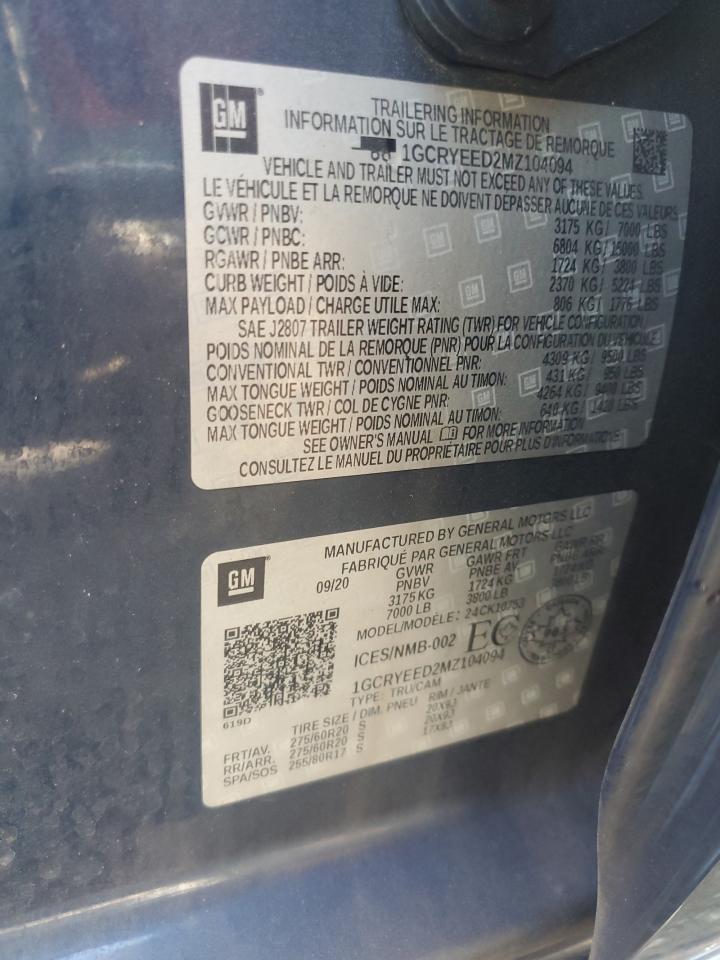 GM
TRAILERING INFORMATION
INFORMATION SUR LE TRACTAGE DE REMORQUE
1GCRYEED2MZ104094
VEHICLE AND TRAILER MUST NOT EXCEED ANY OF THESE VALUES.
LE VÉHICULE ET LA REMORQUE NE DOIVENT DEPASSER AUCUNE DE CES VALEURS
GVWR / PNBV: 3175 KG / 7000 LBS
GCWR / PNBC: 6804 KG / 15000 LBS
RGAWR / PNBE ARR: 1724 KG / 3800 LBS
CURB WEIGHT / POIDS À VIDE: 2370 KG / 5224 LBS
MAX PAYLOAD / CHARGE UTILE MAX: 806 KG / 1776 LBS
SAE J2807 TRAILER WEIGHT RATING (TWR) FOR VEHICLE CONFIGURATION
POIDS NOMINAL DE LA REMORQUE (PNR) POUR LA CONFIGURATION DU VÉHICULE
CONVENTIONAL TWR / CONVENTIONNEL PNR: 4309 KG / 9500 LBS
MAX TONGUE WEIGHT / POIDS NOMINAL AU TIMON: 431 KG / 950 LBS
GOOSENECK TWR / COL DE CYGNE PNR: 4264 KG / 9400 LBS
MAX TONGUE WEIGHT / POIDS NOMINAL AU TIMON: 640 KG / 1410 LBS
SEE OWNER'S MANUAL FOR MORE INFORMATION
CONSULTEZ LE MANUEL DU PROPRIÉTAIRE POUR PLUS D'INFORMATIONS
GM
MANUFACTURED BY GENERAL MOTORS LLC
FABRIQUÉ PAR GENERAL MOTORS LLC
09/20 GVWR GAWR FRT GAWR RR
PNBV PNBE AV PNBE ARR
3175 KG 1724 KG 1724 KG
7000 LB 3800 LB 3800 LB
MODEL/MODÈLE: 24CK10753
ICES/NMB-002 EC
1GCRYEED2MZ104094
TYPE: TRU/CAM
619D
TIRE SIZE / DIM. PNEU RIM / JANTE
FRT/AV. 275/60R20 S 20X9J
RR/ARR. 275/60R20 S 20X9J
SPA/SOS 255/80R17 S 17X8J